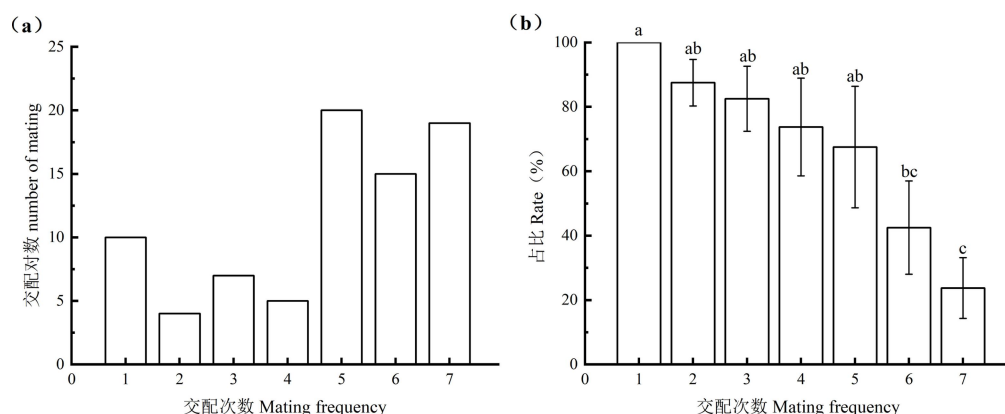 (a)
25
20
15
10
5
0
交配对数 number of mating
0 1 2 3 4 5 6 7
交配次数 Mating frequency
(b)
100
80
60
40
20
0
占比 Rate（%）
a
ab
ab
ab
ab
bc
c
0 1 2 3 4 5 6 7
交配次数 Mating frequency